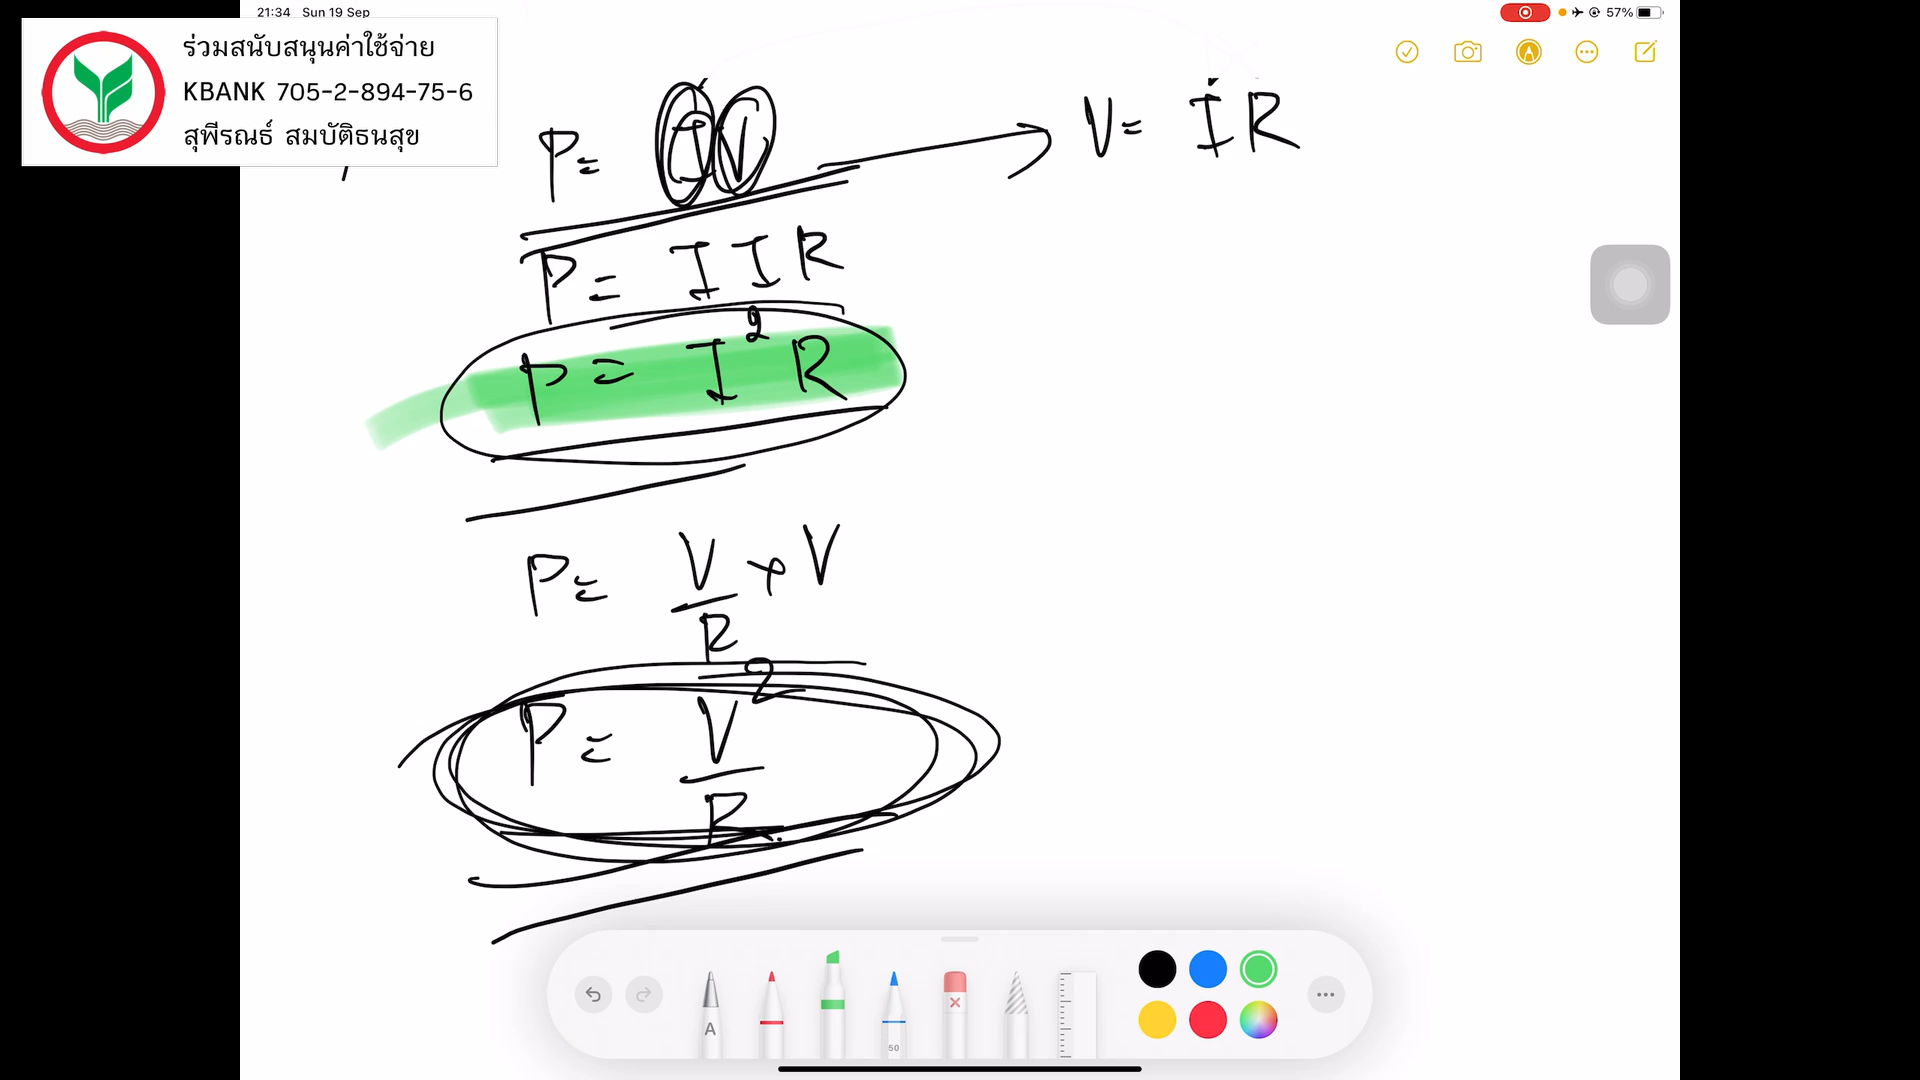 21:34 Sun 19 Sep
57%
ร่วมสนับสนุนค่าใช้จ่าย
KBANK 705-2-894-75-6
สุพีรณธ์ สมบัติธนสุข
P = IV
V = IR
P = I I R
P = I² R
P = V/R × V
P = V²/R
A
50